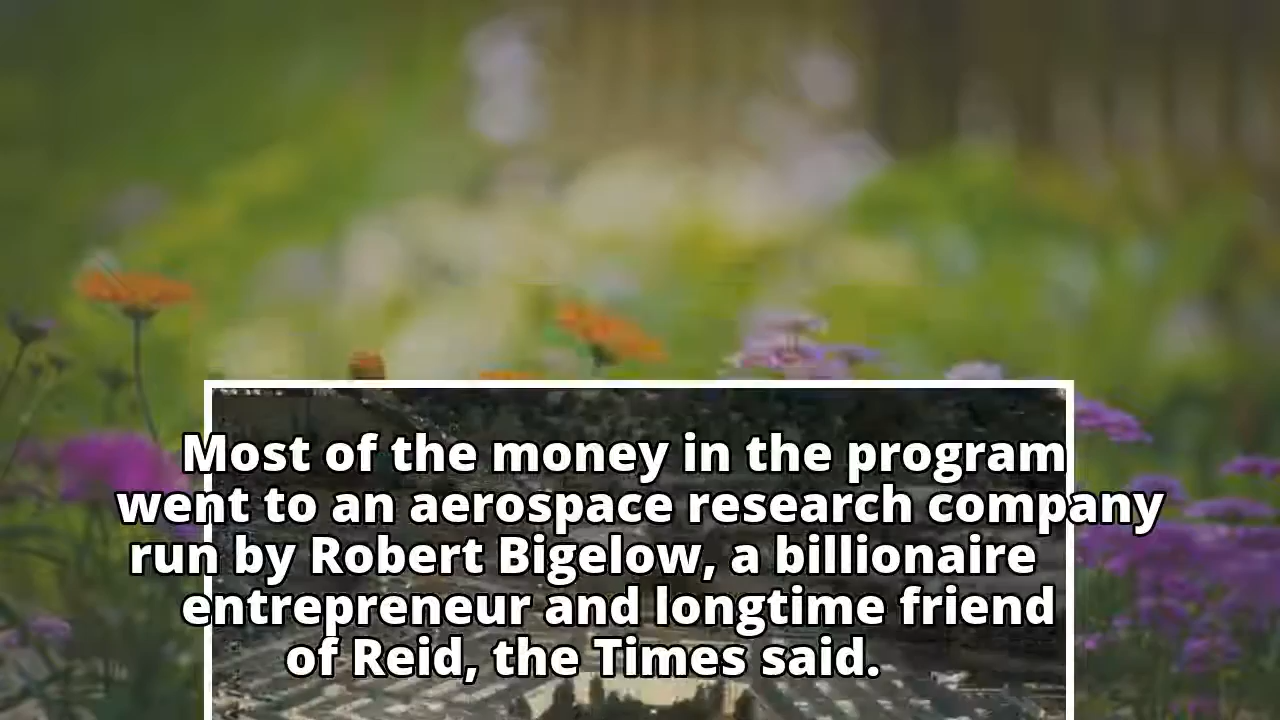 Most of the money in the program
went to an aerospace research company
run by Robert Bigelow, a billionaire
entrepreneur and longtime friend
of Reid, the Times said.